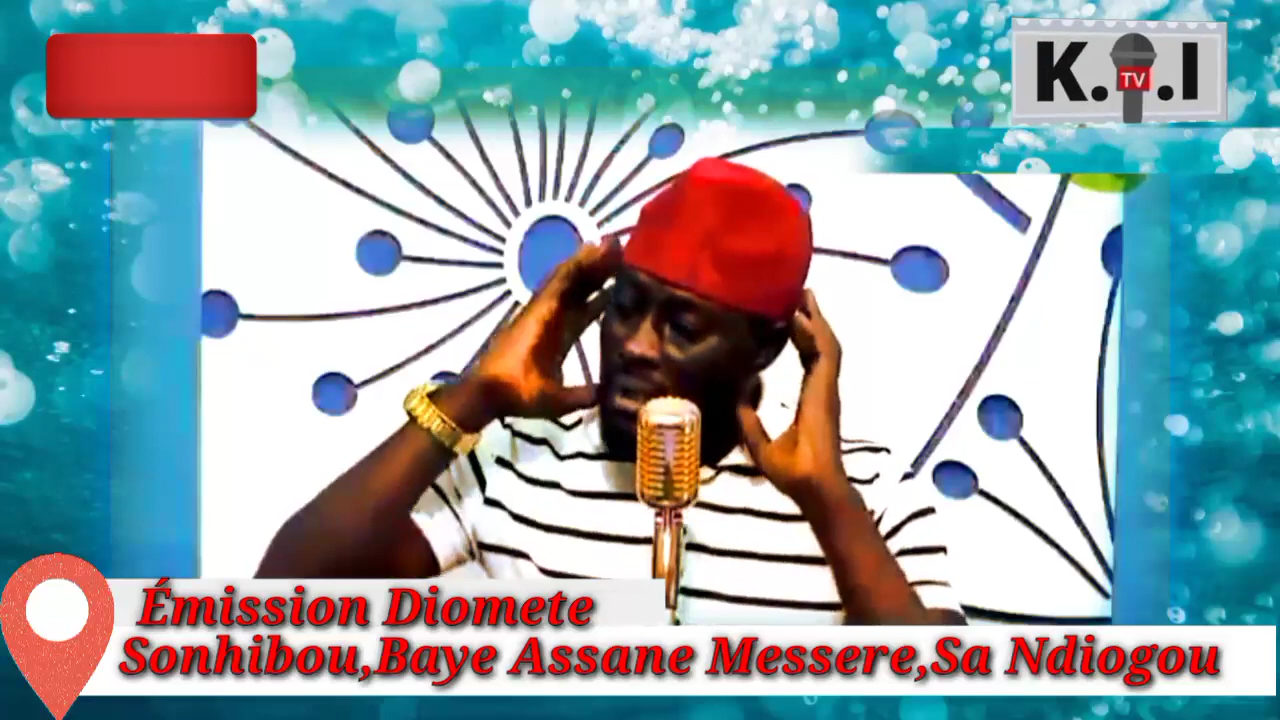 K. .I
TV
Émission Diomete
Sonhibou,Baye Assane Messere,Sa Ndiogou